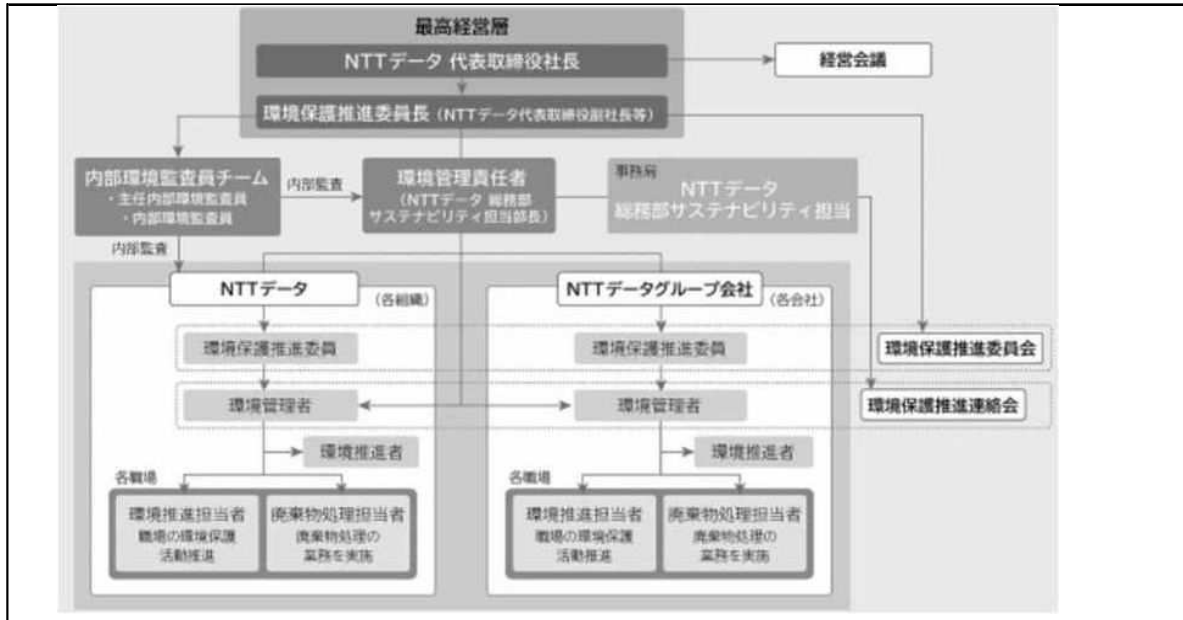 最高経営層
NTTデータ 代表取締役社長
経営会議
環境保護推進委員長(NTTデータ代表取締役副社長等)
内部環境監査員チーム
・主任内部環境監査員
・内部環境監査員
内部監査
環境管理責任者
(NTTデータ 総務部
サステナビリティ担当部長)
事務局
NTTデータ
総務部サステナビリティ担当
内部監査
NTTデータ
(各組織)
NTTデータグループ会社
(各会社)
環境保護推進委員
環境保護推進委員
環境保護推進委員会
環境管理者
環境管理者
環境保護推進連絡会
環境推進者
環境推進者
各職場
各職場
環境推進担当者
職場の環境保護
活動推進
廃棄物処理担当者
廃棄物処理の
業務を実施
環境推進担当者
職場の環境保護
活動推進
廃棄物処理担当者
廃棄物処理の
業務を実施